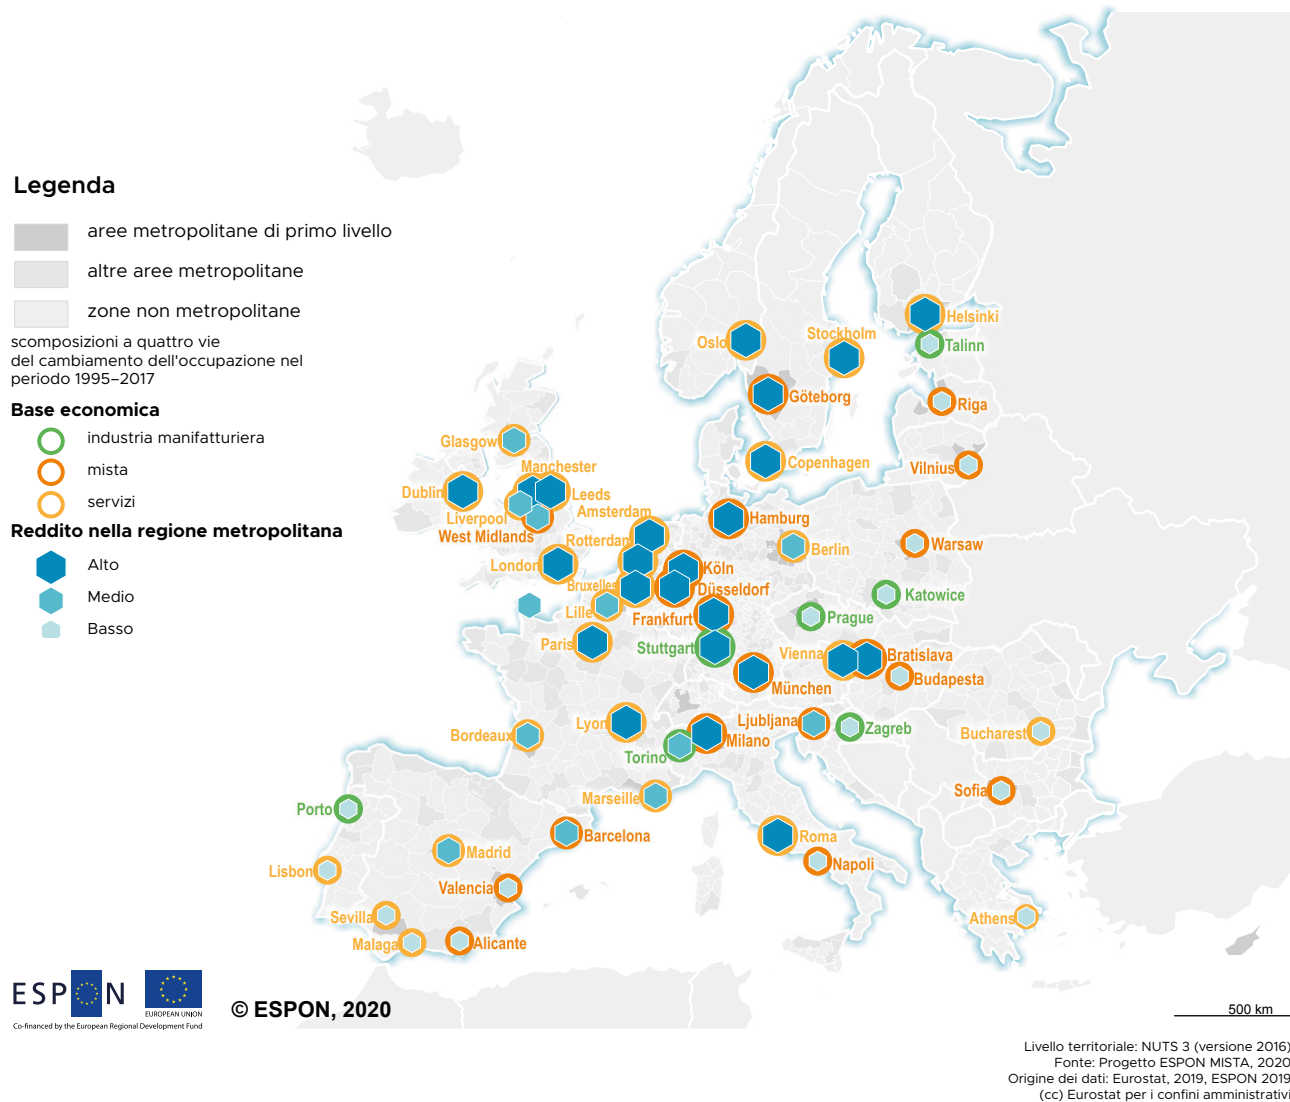 Legenda
aree metropolitane di primo livello
altre aree metropolitane
zone non metropolitane
scomposizioni a quattro vie
del cambiamento dell'occupazione nel
periodo 1995–2017
Base economica
industria manifatturiera
mista
servizi
Reddito nella regione metropolitana
Alto
Medio
Basso
Helsinki
Oslo
Stockholm
Talinn
Göteborg
Riga
Glasgow
Copenhagen
Manchester
Vilnius
Dublin
Leeds
Amsterdam
Liverpool
Hamburg
West Midlands
Rotterdam
Berlin
Warsaw
London
Köln
Bruxelles
Düsseldorf
Katowice
Lille
Frankfurt
Prague
Paris
Stuttgart
Vienna
Bratislava
Budapesta
München
Lyon
Ljubljana
Zagreb
Bordeaux
Milano
Bucharest
Torino
Marseille
Sofia
Porto
Barcelona
Roma
Madrid
Napoli
Lisbon
Valencia
Sevilla
Athens
Malaga
Alicante
ESPON
EUROPEAN UNION
Co-financed by the European Regional Development Fund
© ESPON, 2020
500 km
Livello territoriale: NUTS 3 (versione 2016)
Fonte: Progetto ESPON MISTA, 2020
Origine dei dati: Eurostat, 2019, ESPON 2019
(cc) Eurostat per i confini amministrativi